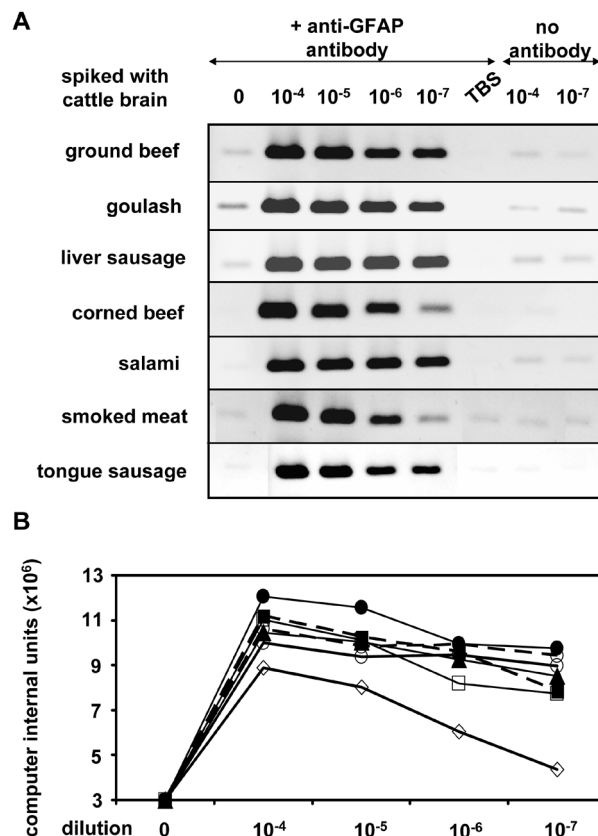 A
+ anti-GFAP antibody
no antibody
spiked with cattle brain
0 10⁻⁴ 10⁻⁵ 10⁻⁶ 10⁻⁷ TBS 10⁻⁴ 10⁻⁷
ground beef
goulash
liver sausage
corned beef
salami
smoked meat
tongue sausage
B
computer internal units (x10⁶)
13
11
9
7
5
3
dilution 0 10⁻⁴ 10⁻⁵ 10⁻⁶ 10⁻⁷